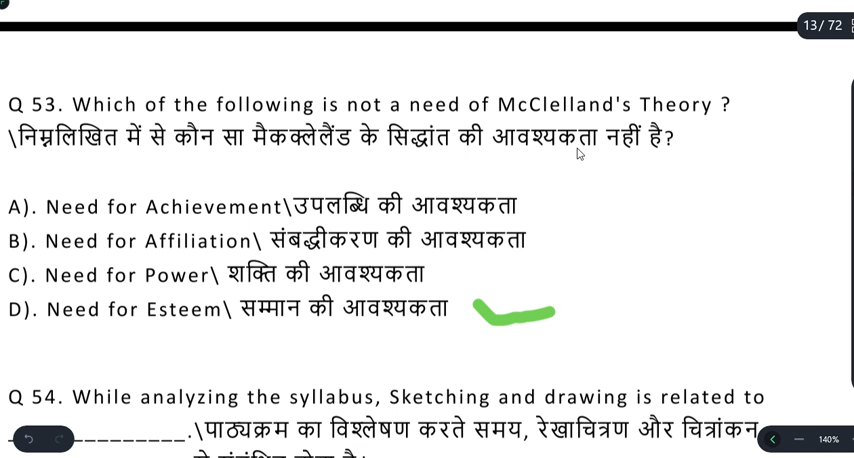 13/ 72
Q 53. Which of the following is not a need of McClelland's Theory ?
\निम्नलिखित में से कौन सा मैकक्लेलैंड के सिद्धांत की आवश्यकता नहीं है?
A). Need for Achievement\उपलब्धि की आवश्यकता
B). Need for Affiliation\ संबद्धीकरण की आवश्यकता
C). Need for Power\ शक्ति की आवश्यकता
D). Need for Esteem\ सम्मान की आवश्यकता
Q 54. While analyzing the syllabus, Sketching and drawing is related to
__________.\पाठ्यक्रम का विश्लेषण करते समय, रेखाचित्रण और चित्रांकन
140%